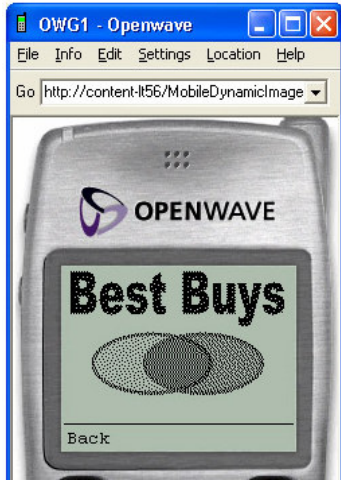 OWG1 - Openwave
File Info Edit Settings Location Help
Go http://content-lt56/MobileDynamicImage
OPENWAVE
Best Buys
Back